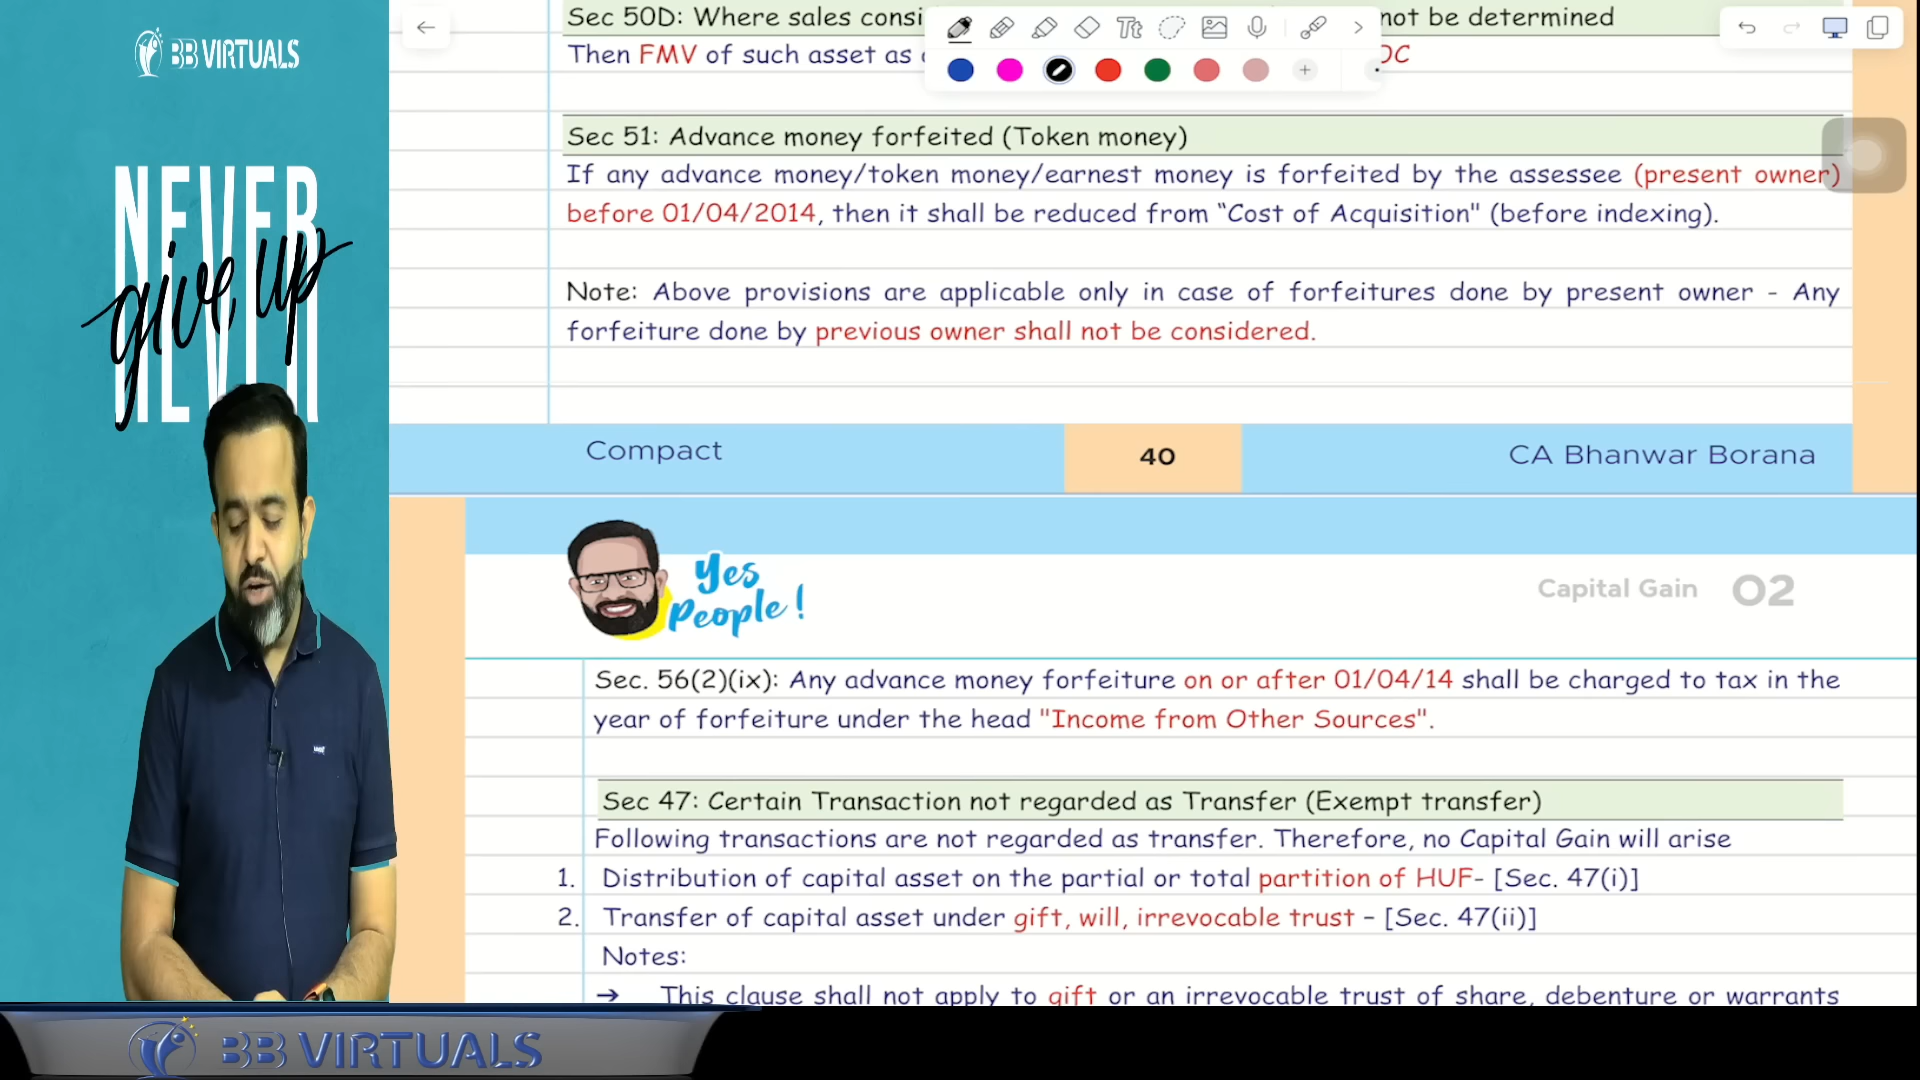 BB VIRTUALS
NEVER
give up
NEVER
Sec 50D: Where sales consi
not be determined
Then FMV of such asset as
Sec 51: Advance money forfeited (Token money)
If any advance money/token money/earnest money is forfeited by the assessee (present owner)
before 01/04/2014, then it shall be reduced from “Cost of Acquisition" (before indexing).
Note: Above provisions are applicable only in case of forfeitures done by present owner - Any
forfeiture done by previous owner shall not be considered.
Compact
40
CA Bhanwar Borana
Yes
People !
Capital Gain 02
Sec. 56(2)(ix): Any advance money forfeiture on or after 01/04/14 shall be charged to tax in the
year of forfeiture under the head "Income from Other Sources".
Sec 47: Certain Transaction not regarded as Transfer (Exempt transfer)
Following transactions are not regarded as transfer. Therefore, no Capital Gain will arise
1. Distribution of capital asset on the partial or total partition of HUF- [Sec. 47(i)]
2. Transfer of capital asset under gift, will, irrevocable trust – [Sec. 47(ii)]
Notes:
→ This clause shall not apply to gift or an irrevocable trust of share, debenture or warrants
BB VIRTUALS